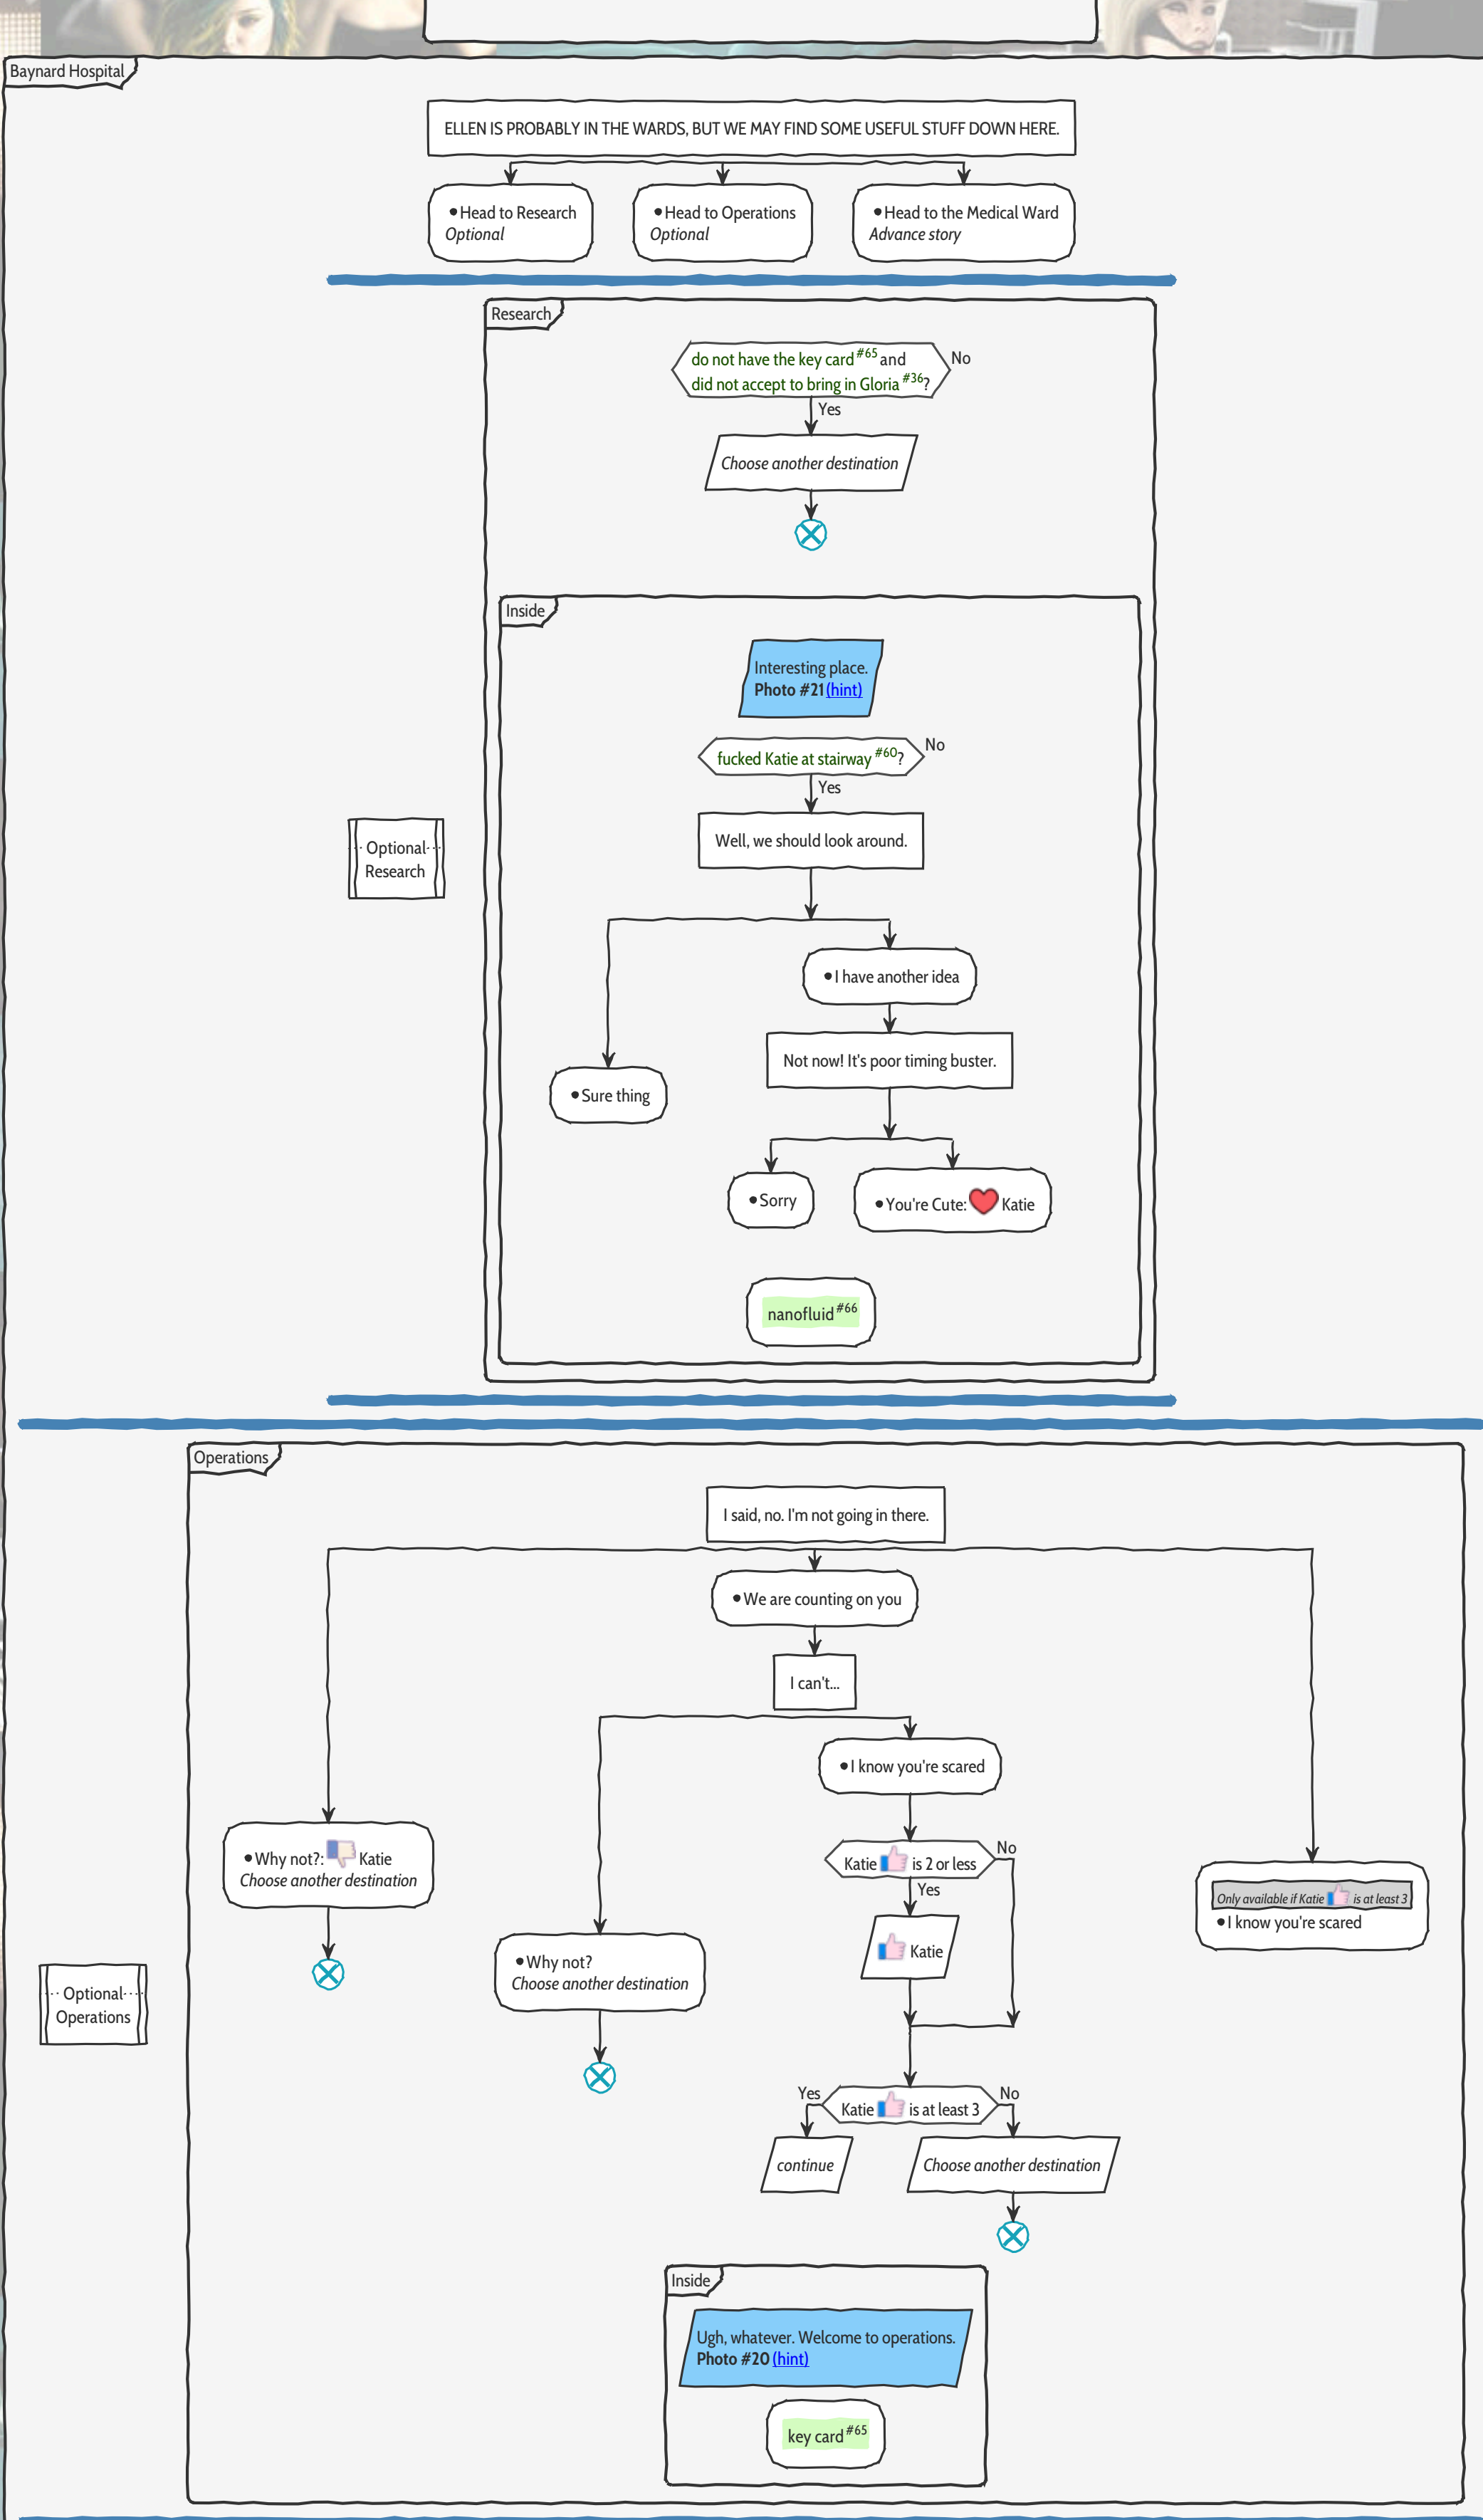 Baynard Hospital
ELLEN IS PROBABLY IN THE WARDS, BUT WE MAY FIND SOME USEFUL STUFF DOWN HERE.
•Head to Research
Optional
•Head to Operations
Optional
•Head to the Medical Ward
Advance story
Research
do not have the key card #65 and
did not accept to bring in Gloria #36?
No
Yes
Choose another destination
Inside
Interesting place.
Photo #21 (hint)
fucked Katie at stairway #60?
No
Yes
Well, we should look around.
Optional
Research
•I have another idea
Not now! It's poor timing buster.
•Sure thing
•Sorry
•You're Cute: Katie
nanofluid #66
Operations
I said, no. I'm not going in there.
•We are counting on you
I can't...
•I know you're scared
•Why not?: Katie
Choose another destination
Katie is 2 or less
No
Yes
Only available if Katie is at least 3
•I know you're scared
Katie
•Why not?
Choose another destination
Optional
Operations
Yes
Katie is at least 3
No
continue
Choose another destination
Inside
Ugh, whatever. Welcome to operations.
Photo #20 (hint)
key card #65